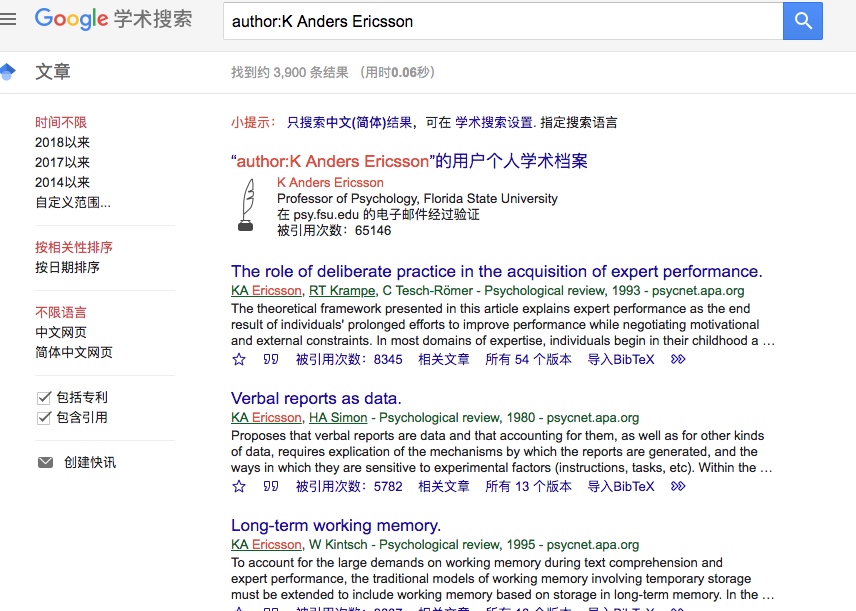 Google 学术搜索
author:K Anders Ericsson
文章
找到约 3,900 条结果 （用时0.06秒）
时间不限
2018以来
2017以来
2014以来
自定义范围...
按相关性排序
按日期排序
不限语言
中文网页
简体中文网页
包括专利
包含引用
创建快讯
小提示： 只搜索中文(简体)结果，可在 学术搜索设置. 指定搜索语言
“author:K Anders Ericsson”的用户个人学术档案
K Anders Ericsson
Professor of Psychology, Florida State University
在 psy.fsu.edu 的电子邮件经过验证
被引用次数：65146
The role of deliberate practice in the acquisition of expert performance.
KA Ericsson, RT Krampe, C Tesch-Römer - Psychological review, 1993 - psycnet.apa.org
The theoretical framework presented in this article explains expert performance as the end
result of individuals' prolonged efforts to improve performance while negotiating motivational
and external constraints. In most domains of expertise, individuals begin in their childhood a …
被引用次数：8345 相关文章 所有 54 个版本 导入BibTeX
Verbal reports as data.
KA Ericsson, HA Simon - Psychological review, 1980 - psycnet.apa.org
Proposes that verbal reports are data and that accounting for them, as well as for other kinds
of data, requires explication of the mechanisms by which the reports are generated, and the
ways in which they are sensitive to experimental factors (instructions, tasks, etc). Within the …
被引用次数：5782 相关文章 所有 13 个版本 导入BibTeX
Long-term working memory.
KA Ericsson, W Kintsch - Psychological review, 1995 - psycnet.apa.org
To account for the large demands on working memory during text comprehension and
expert performance, the traditional models of working memory involving temporary storage
must be extended to include working memory based on storage in long-term memory. In the …